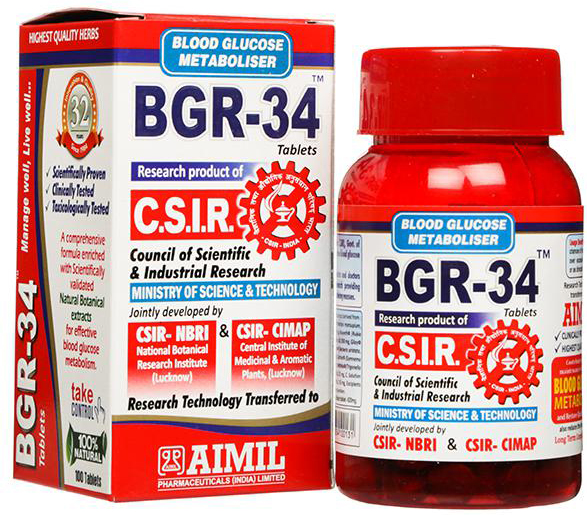 HIGHEST QUALITY HERBS
32
Manage well, Live well...
✓ Scientifically Proven
✓ Clinically Tested
✓ Taxicologically Tested
A comprehensive
formula enriched
with Scientifically
validated
Natural Botanical
extracts
for effective
blood glucose
metabolism.
take
CONTROL
100%
NATURAL
100 Tablets
BGR-34
Tablets
BLOOD GLUCOSE
METABOLISER
BGR-34™
Tablets
Research product of
C.S.I.R.
CSIR - INDIA
Council of Scientific
& Industrial Research
MINISTRY OF SCIENCE & TECHNOLOGY
Jointly developed by
CSIR- NBRI & CSIR- CIMAP
National Botanical Central Institute of
Research Institute Medicinal & Aromatic
(Lucknow) Plants, (Lucknow)
Research Technology Transferred to
AIMIL
PHARMACEUTICALS (INDIA) LIMITED
BLOOD GLUCOSE
METABOLISER
BGR-34™
Tablets
Research product of
C.S.I.R.
CSIR - INDIA
Council of Scientific
& Industrial Research
MINISTRY OF SCIENCE & TECHNOLOGY
Jointly developed by
CSIR- NBRI & CSIR- CIMAP